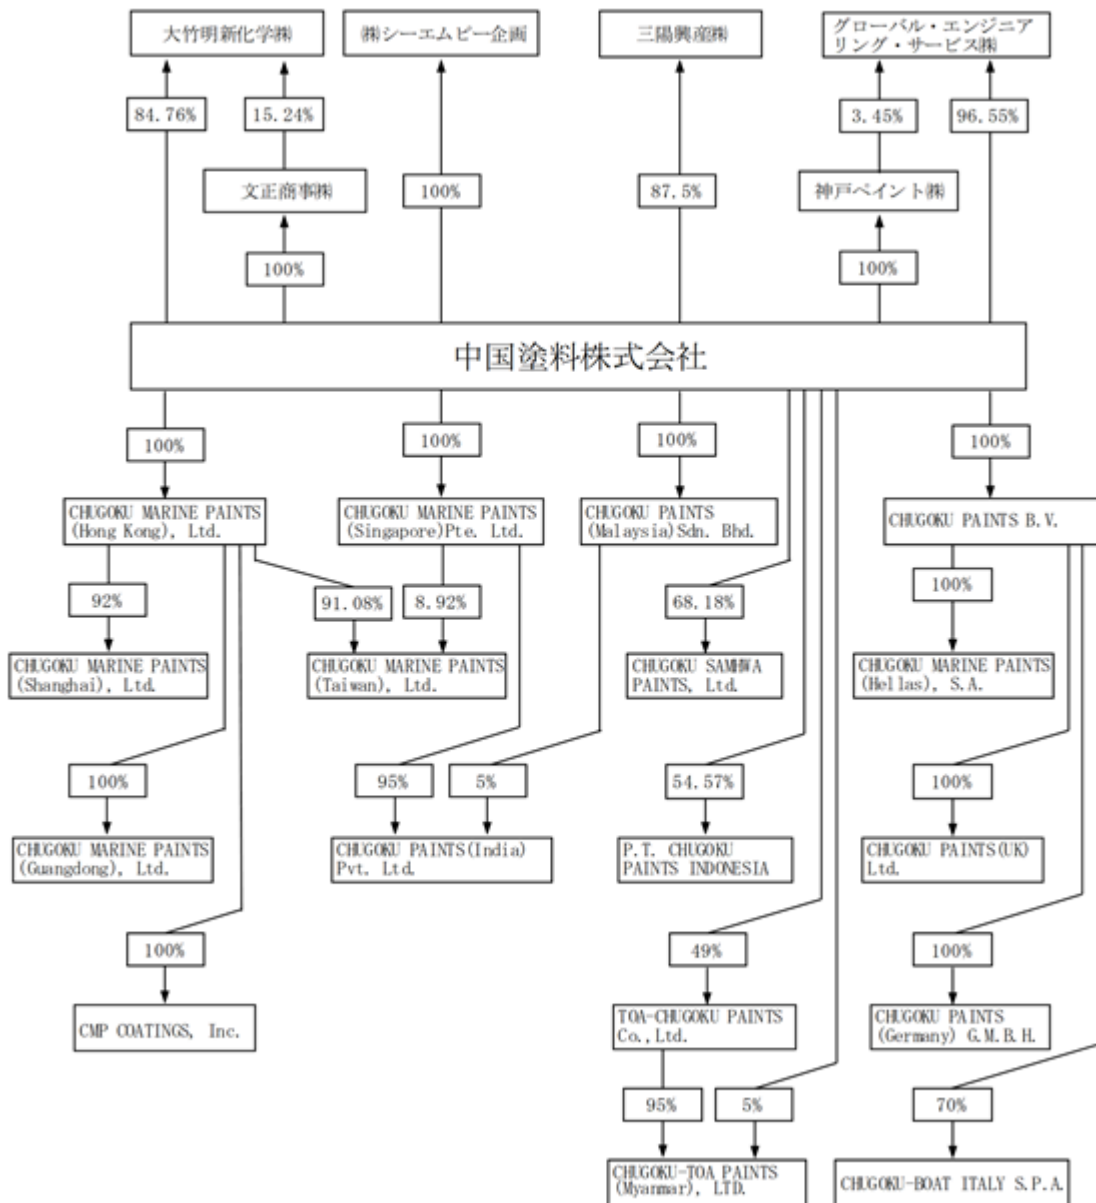 大竹明新化学㈱
㈱シーエムピー企画
三陽興産㈱
グローバル・エンジニア
リング・サービス㈱
84.76%
15.24%
3.45%
96.55%
文正商事㈱
100%
87.5%
神戸ペイント㈱
100%
100%
中国塗料株式会社
100%
100%
100%
100%
CHUGOKU MARINE PAINTS
(Hong Kong), Ltd.
CHUGOKU MARINE PAINTS
(Singapore)Pte. Ltd.
CHUGOKU PAINTS
(Malaysia)Sdn. Bhd.
CHUGOKU PAINTS B.V.
92%
91.08%
8.92%
68.18%
100%
CHUGOKU MARINE PAINTS
(Shanghai), Ltd.
CHUGOKU MARINE PAINTS
(Taiwan), Ltd.
CHUGOKU SAMHWA
PAINTS, Ltd.
CHUGOKU MARINE PAINTS
(Hellas), S.A.
100%
95%
5%
54.57%
100%
CHUGOKU MARINE PAINTS
(Guangdong), Ltd.
CHUGOKU PAINTS(India)
Pvt. Ltd.
P.T. CHUGOKU
PAINTS INDONESIA
CHUGOKU PAINTS(UK)
Ltd.
100%
49%
100%
CMP COATINGS, Inc.
TOA-CHUGOKU PAINTS
Co.,Ltd.
CHUGOKU PAINTS
(Germany) G.M.B.H.
95%
5%
70%
CHUGOKU-TOA PAINTS
(Myanmar), LTD.
CHUGOKU-BOAT ITALY S.P.A.